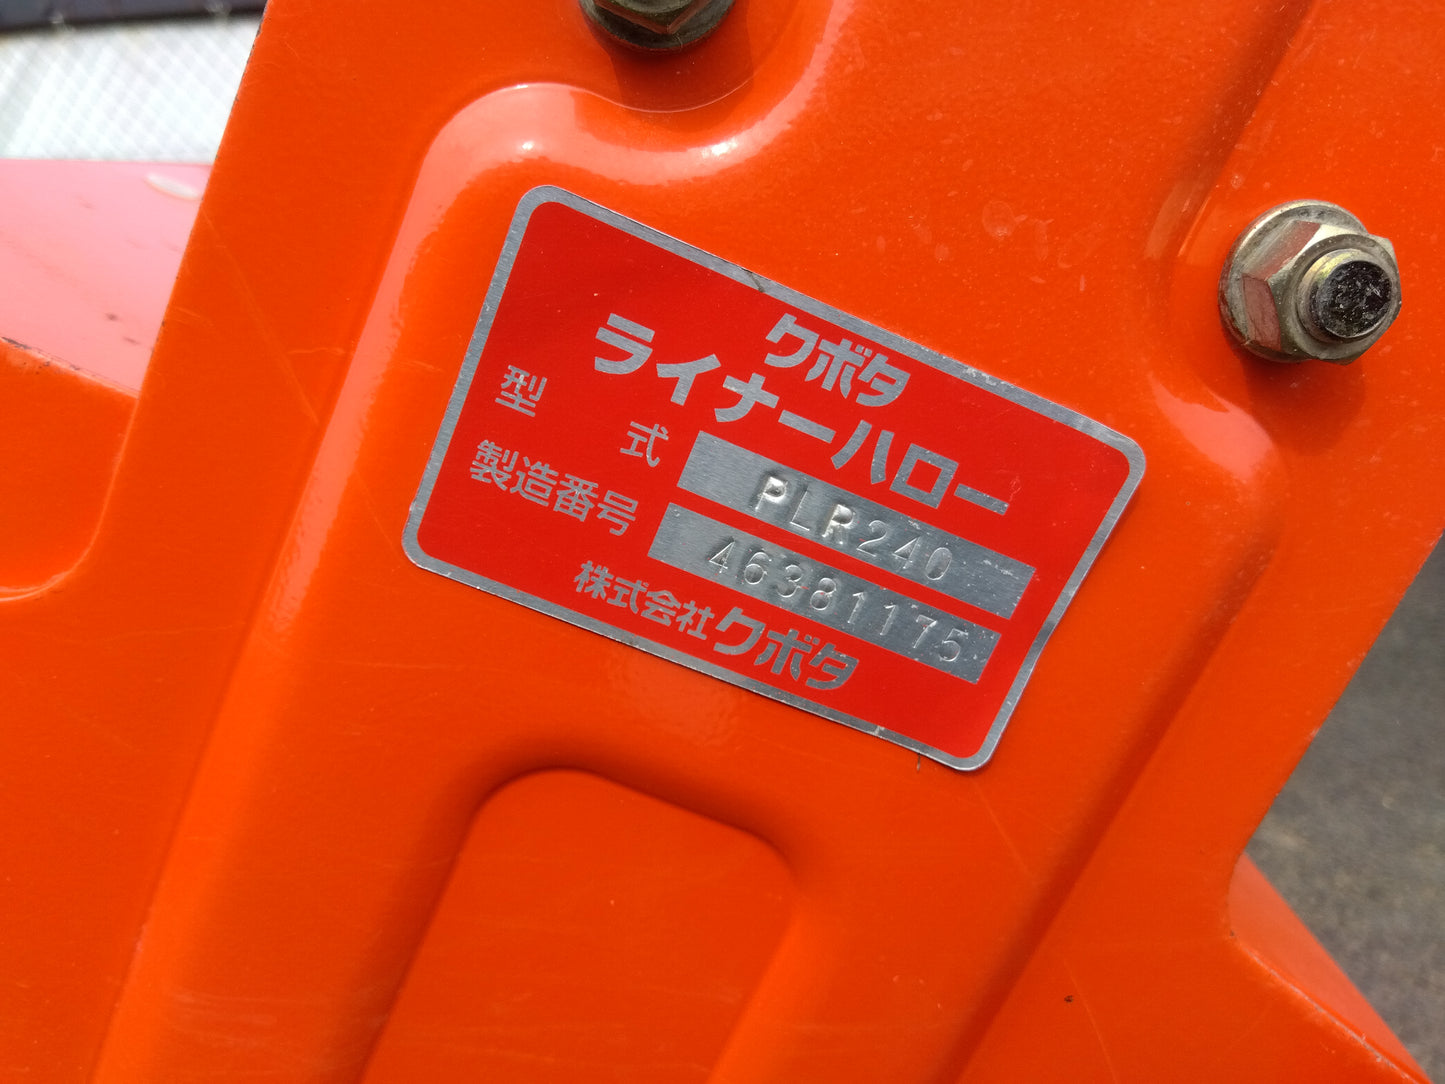 クボタ
ライナーハロー
型式 PLR240
製造番号 46381175
株式会社クボタ